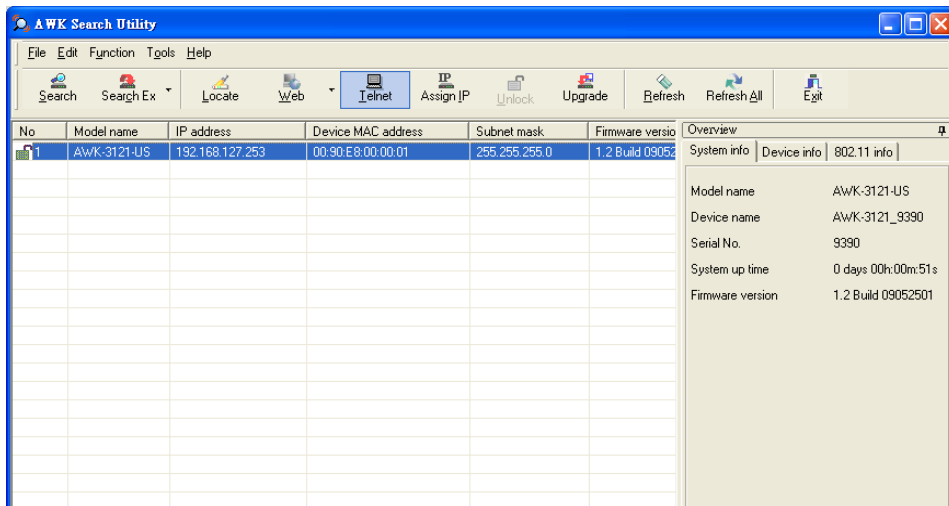 AWK Search Utility
File Edit Function Tools Help
Search Search Ex Locate Web Telnet IP Assign IP Unlock Upgrade Refresh Refresh All Exit
No Model name IP address Device MAC address Subnet mask Firmware versio
1 AWK-3121-US 192.168.127.253 00:90:E8:00:00:01 255.255.255.0 1.2 Build 09052
Overview
System info Device info 802.11 info
Model name AWK-3121-US
Device name AWK-3121_9390
Serial No. 9390
System up time 0 days 00h:00m:51s
Firmware version 1.2 Build 09052501